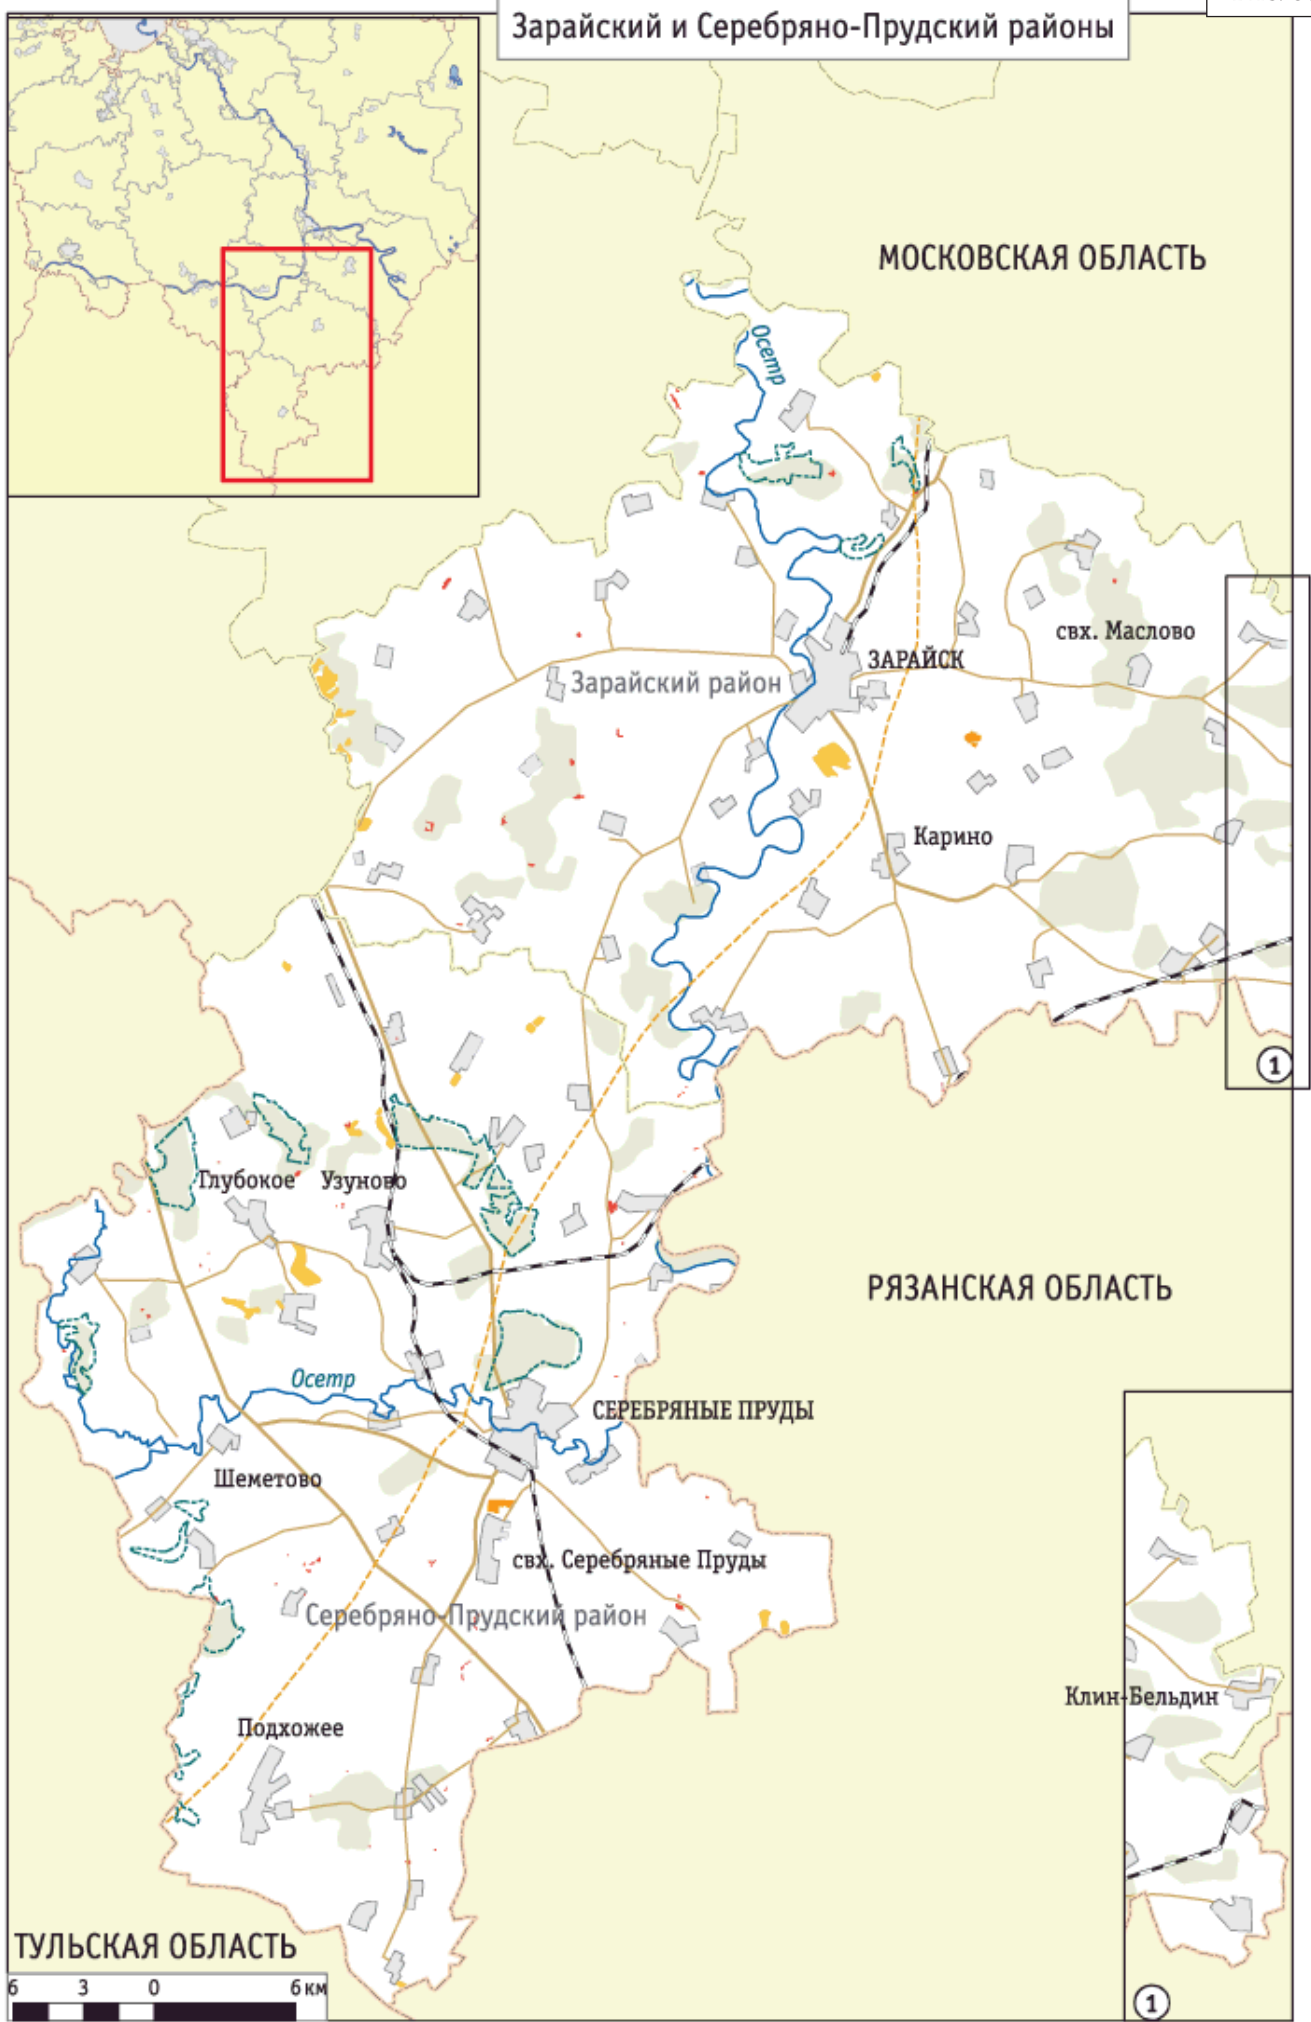 Зарайский и Серебряно-Прудский районы
МОСКОВСКАЯ ОБЛАСТЬ
Осетр
свх. Маслово
ЗАРАЙСК
Зарайский район
Карино
1
Глубокое
Узуново
РЯЗАНСКАЯ ОБЛАСТЬ
Осетр
СЕРЕБРЯНЫЕ ПРУДЫ
Шеметово
свх. Серебряные Пруды
Серебряно-Прудский район
Клин-Бельдин
Подхожее
ТУЛЬСКАЯ ОБЛАСТЬ
6 3 0 6 км
1